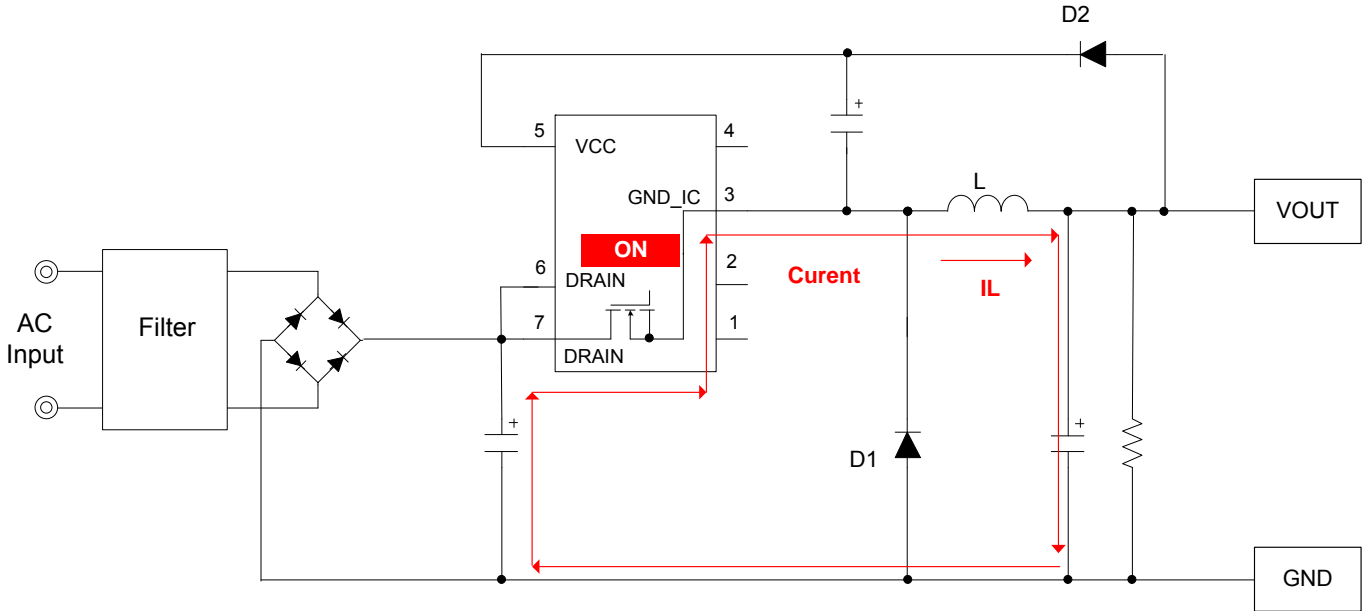 D2
5
VCC
4
GND_IC
3
L
VOUT
ON
6
DRAIN
2
Curent
IL
AC
Input
Filter
7
DRAIN
1
+
+
+
D1
GND